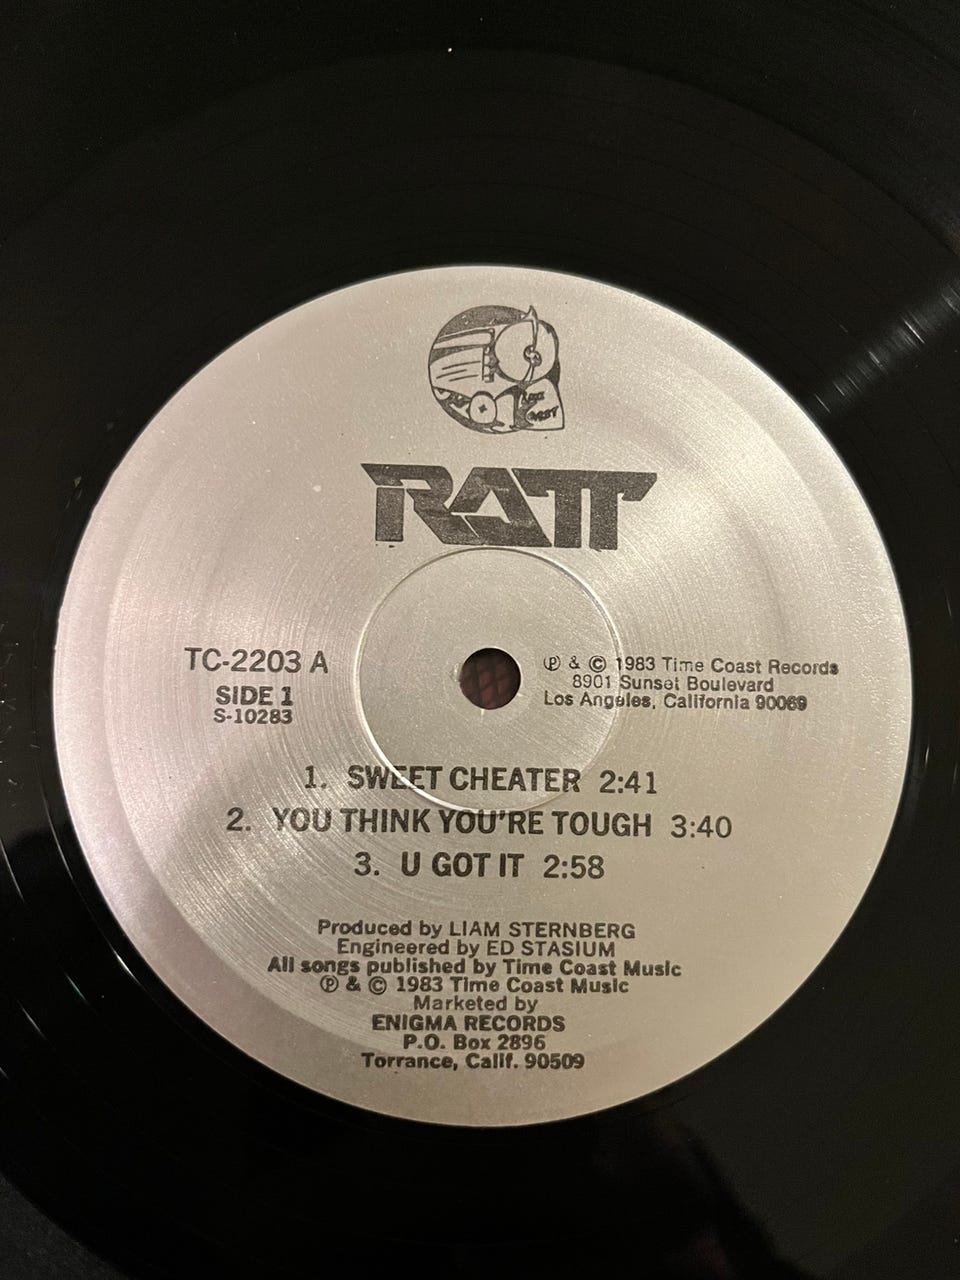 RATT
TC-2203 A
SIDE 1
S-10283
℗ & © 1983 Time Coast Records
8901 Sunset Boulevard
Los Angeles, California 90069
1. SWEET CHEATER 2:41
2. YOU THINK YOU'RE TOUGH 3:40
3. U GOT IT 2:58
Produced by LIAM STERNBERG
Engineered by ED STASIUM
All songs published by Time Coast Music
℗ & © 1983 Time Coast Music
Marketed by
ENIGMA RECORDS
P.O. Box 2896
Torrance, Calif. 90509